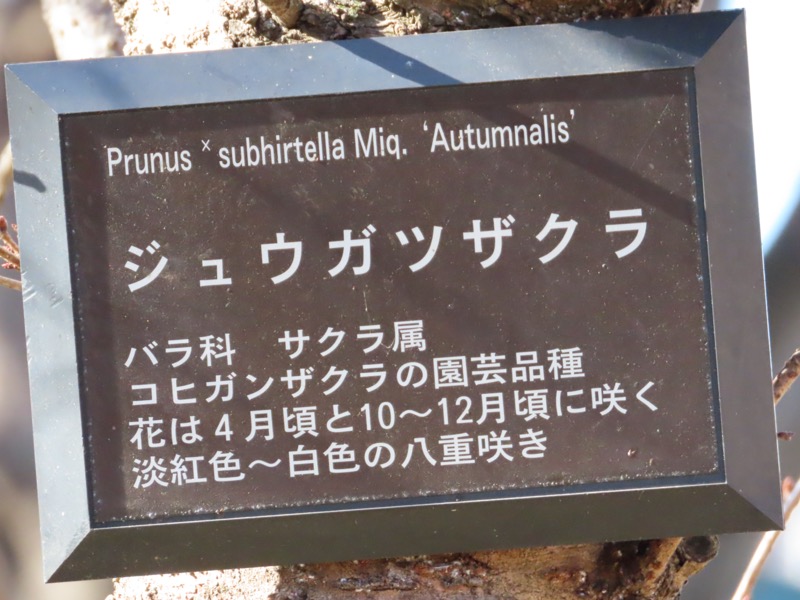 Prunus × subhirtella Miq. ‘Autumnalis’
ジュウガツザクラ
バラ科　サクラ属
コヒガンザクラの園芸品種
花は４月頃と10〜12月頃に咲く
淡紅色〜白色の八重咲き